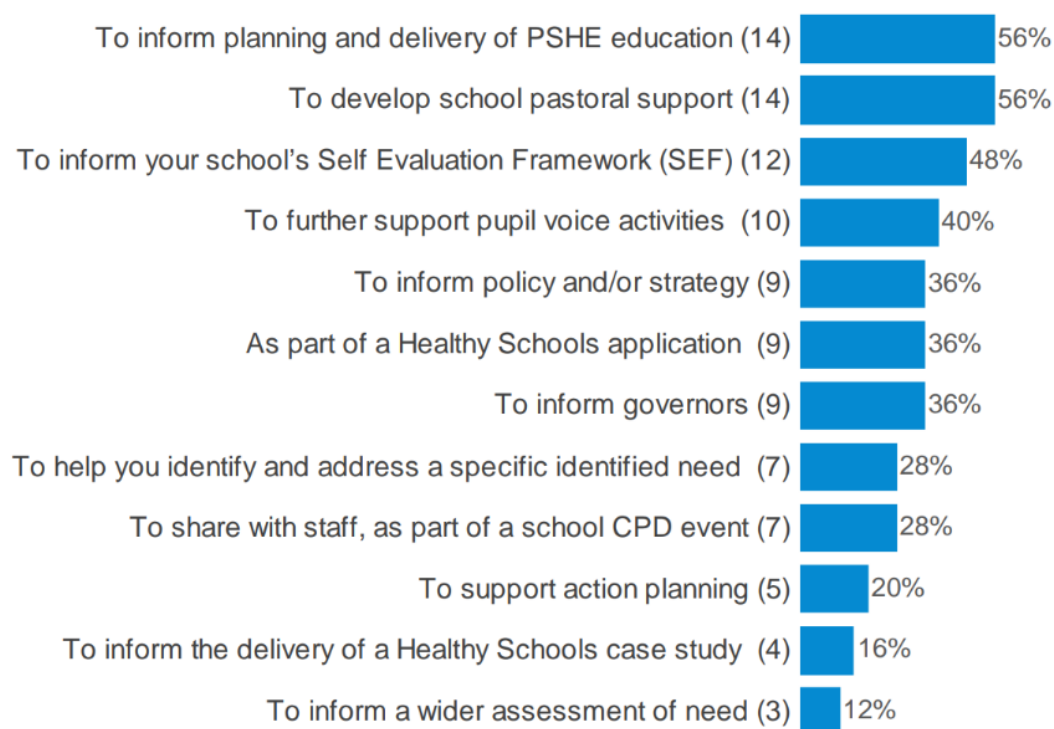 To inform planning and delivery of PSHE education (14) 56%
To develop school pastoral support (14) 56%
To inform your school's Self Evaluation Framework (SEF) (12) 48%
To further support pupil voice activities (10) 40%
To inform policy and/or strategy (9) 36%
As part of a Healthy Schools application (9) 36%
To inform governors (9) 36%
To help you identify and address a specific identified need (7) 28%
To share with staff, as part of a school CPD event (7) 28%
To support action planning (5) 20%
To inform the delivery of a Healthy Schools case study (4) 16%
To inform a wider assessment of need (3) 12%